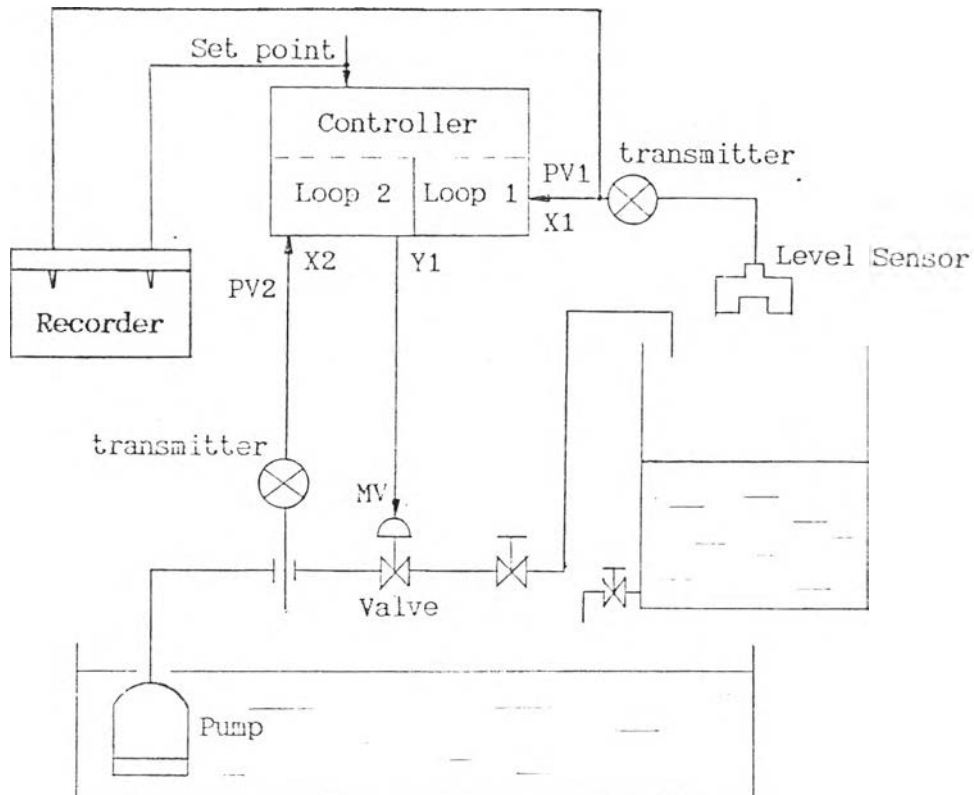 Set point
Controller
transmitter
PV1
Loop 2
Loop 1
X1
X2
Y1
Level Sensor
PV2
Recorder
transmitter
MV
Valve
Pump